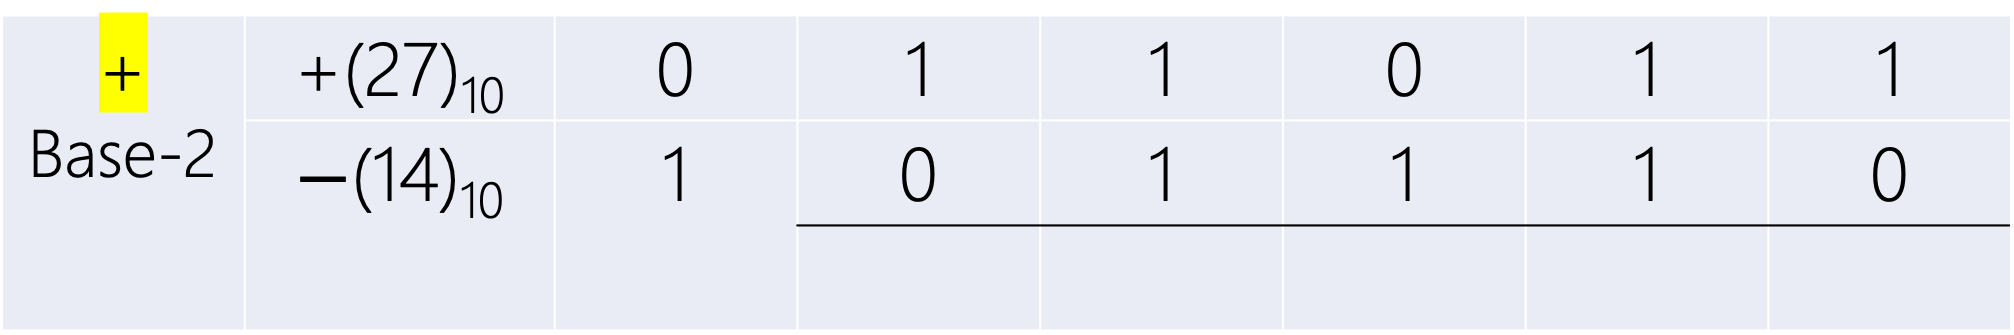 + +(27)10 0 1 1 0 1 1
Base-2 −(14)10 1 0 1 1 1 0